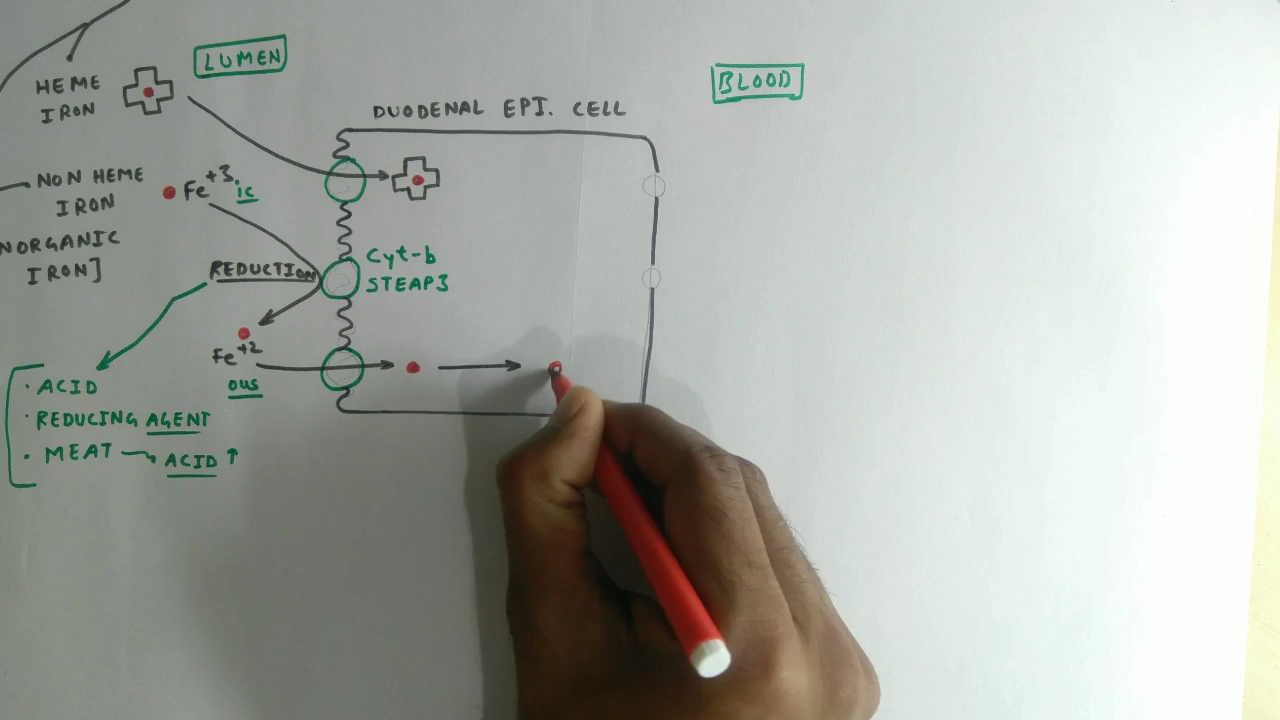 LUMEN
BLOOD
HEME
IRON
DUODENAL EPI. CELL
NON HEME
IRON
Fe+3 ic
NORGANIC
IRON]
Cyt-b
STEAP3
REDUCTION
Fe+2
ous
· ACID
· REDUCING AGENT
· MEAT → ACID ↑